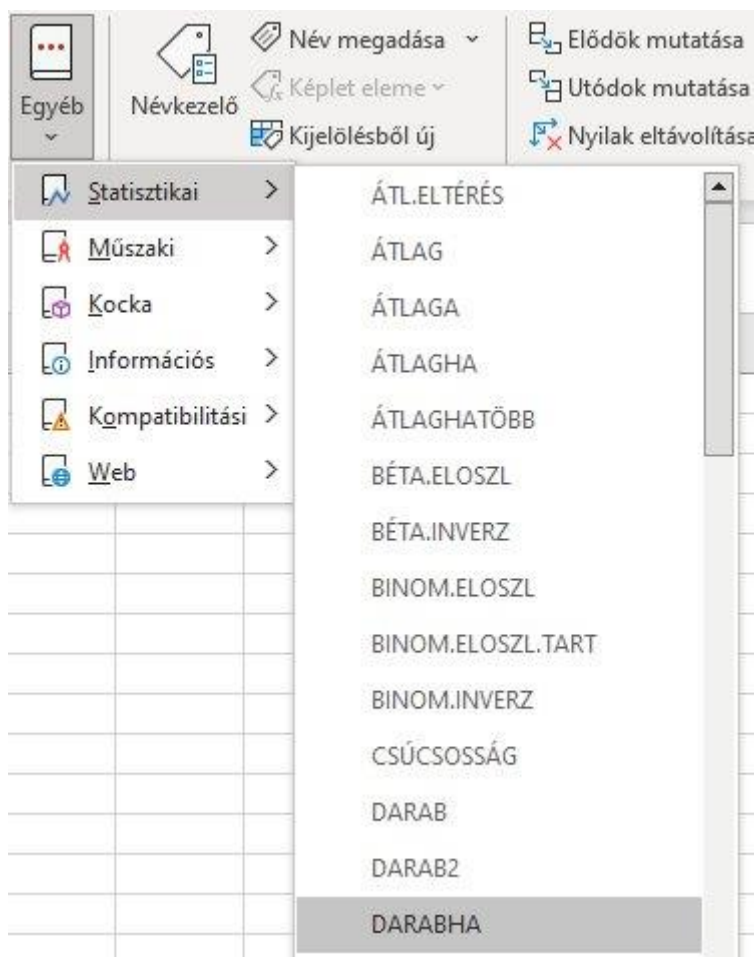 Egyéb
Névkezelő
Név megadása
Képlet eleme
Kijelölésből új
Elődök mutatása
Utódok mutatása
Nyilak eltávolítása
Statisztikai
Műszaki
Kocka
Információs
Kompatibilitási
Web
ÁTL.ELTÉRÉS
ÁTLAG
ÁTLAGA
ÁTLAGHA
ÁTLAGHATÖBB
BÉTA.ELOSZL
BÉTA.INVERZ
BINOM.ELOSZL
BINOM.ELOSZL.TART
BINOM.INVERZ
CSÚCSOSSÁG
DARAB
DARAB2
DARABHA